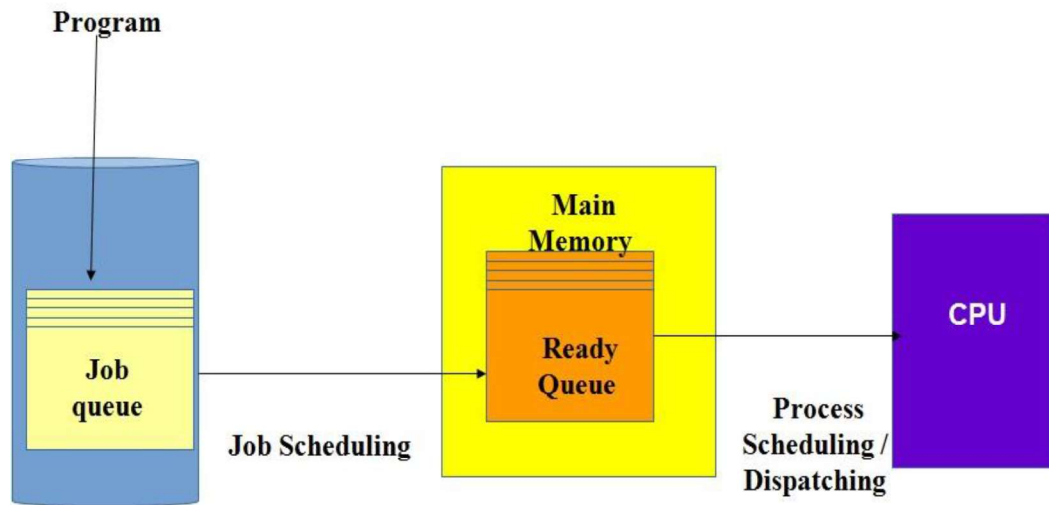 Program
Job
queue
Job Scheduling
Main
Memory
Ready
Queue
Process
Scheduling /
Dispatching
CPU